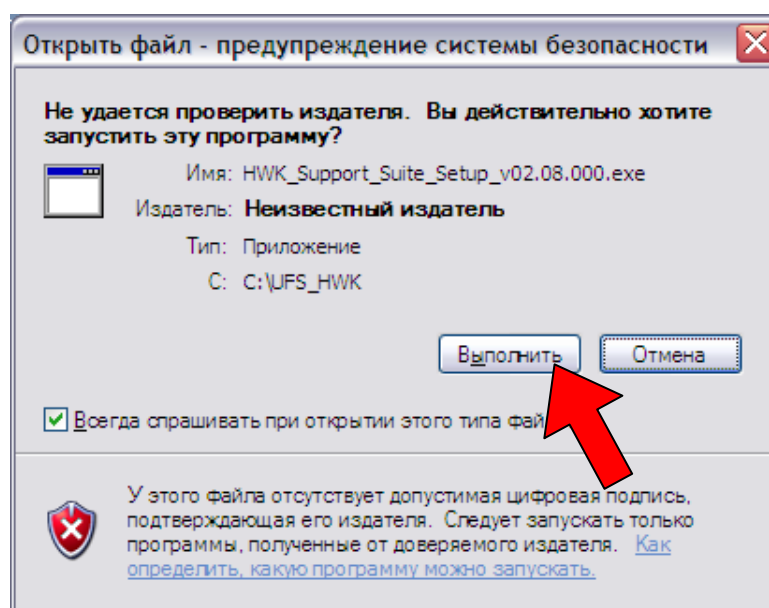 Открыть файл - предупреждение системы безопасности
Не удается проверить издателя. Вы действительно хотите
запустить эту программу?
Имя: HWK_Support_Suite_Setup_v02.08.000.exe
Издатель: Неизвестный издатель
Тип: Приложение
С: C:\UFS_HWK
Выполнить Отмена
Всегда спрашивать при открытии этого типа
У этого файла отсутствует допустимая цифровая подпись,
подтверждающая его издателя. Следует запускать только
программы, полученные от доверяемого издателя. Как
определить, какую программу можно запускать.